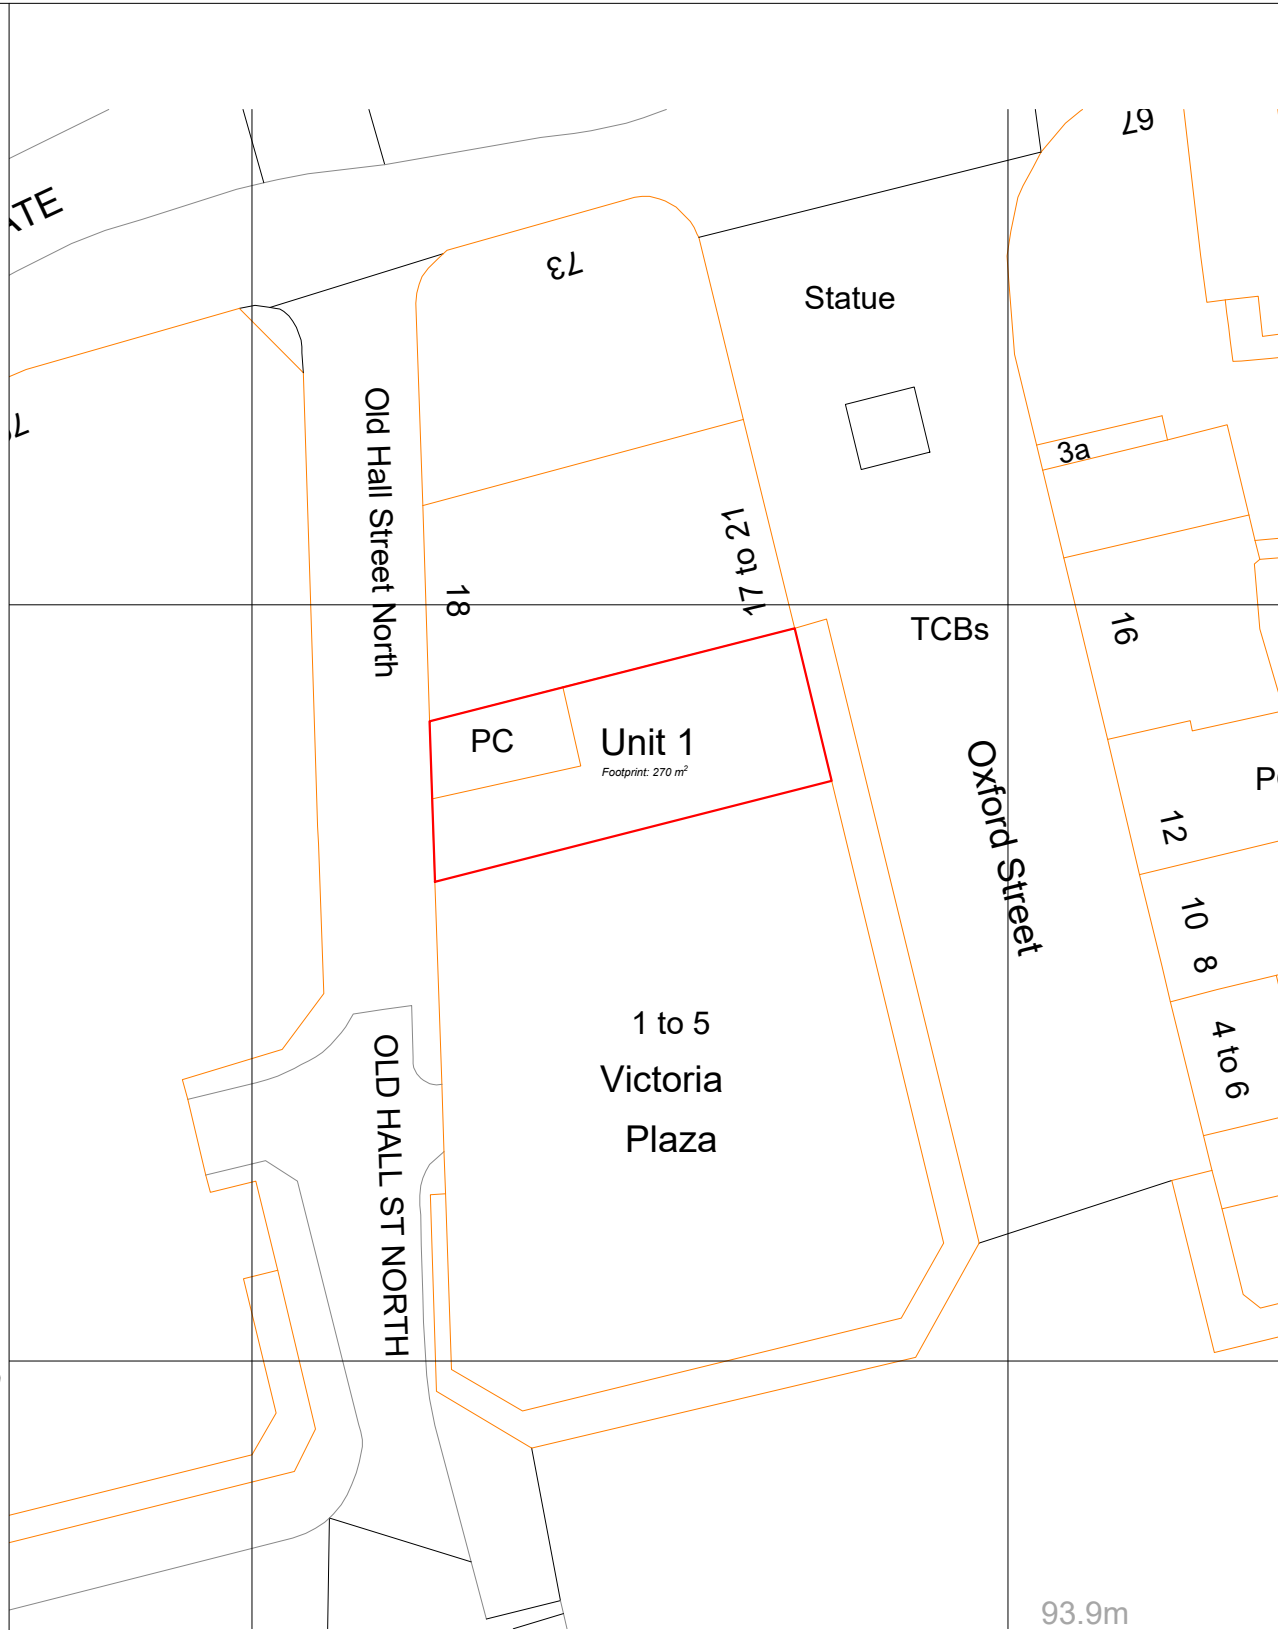 67
73
Statue
Old Hall Street North
3a
17 to 21
18
TCBs
16
PC
Unit 1
Footprint: 270 m²
Oxford Street
12
10
8
1 to 5
Victoria
Plaza
4 to 6
OLD HALL ST NORTH
93.9m